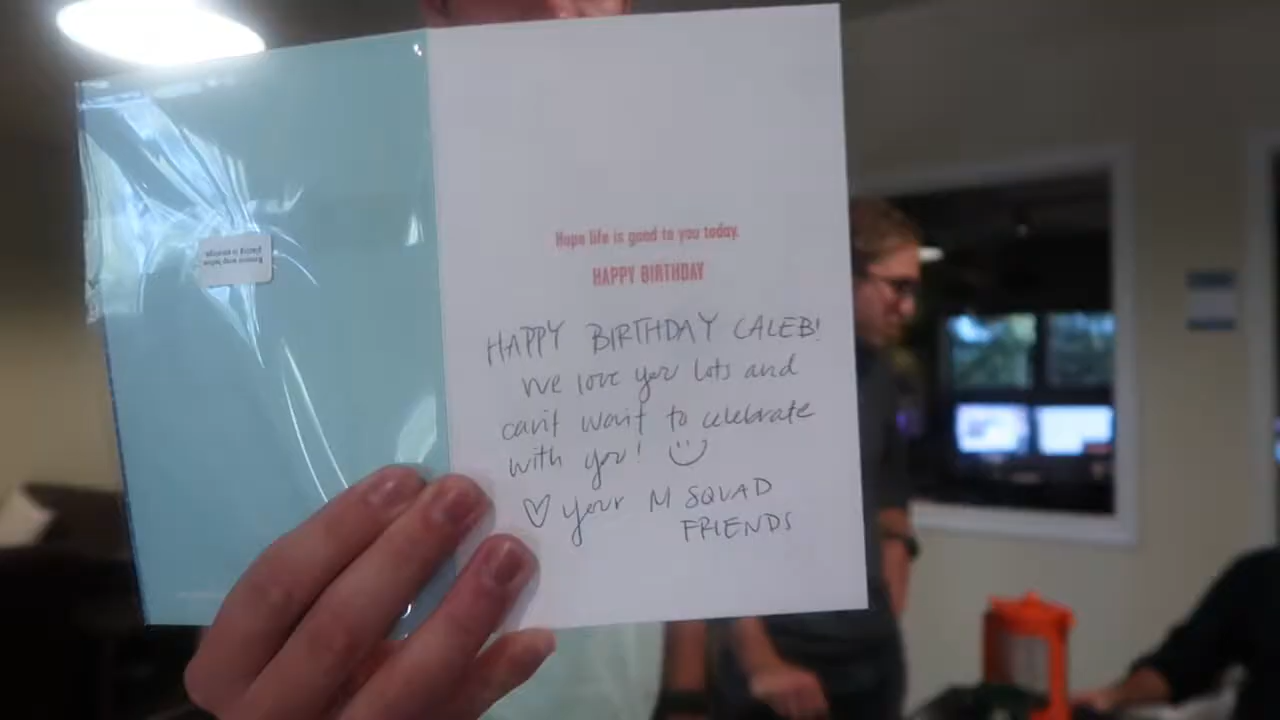 Hope life is good to you today.
HAPPY BIRTHDAY
HAPPY BIRTHDAY CALEB!
We love you lots and
can't wait to celebrate
with you!
your M SQUAD
FRIENDS